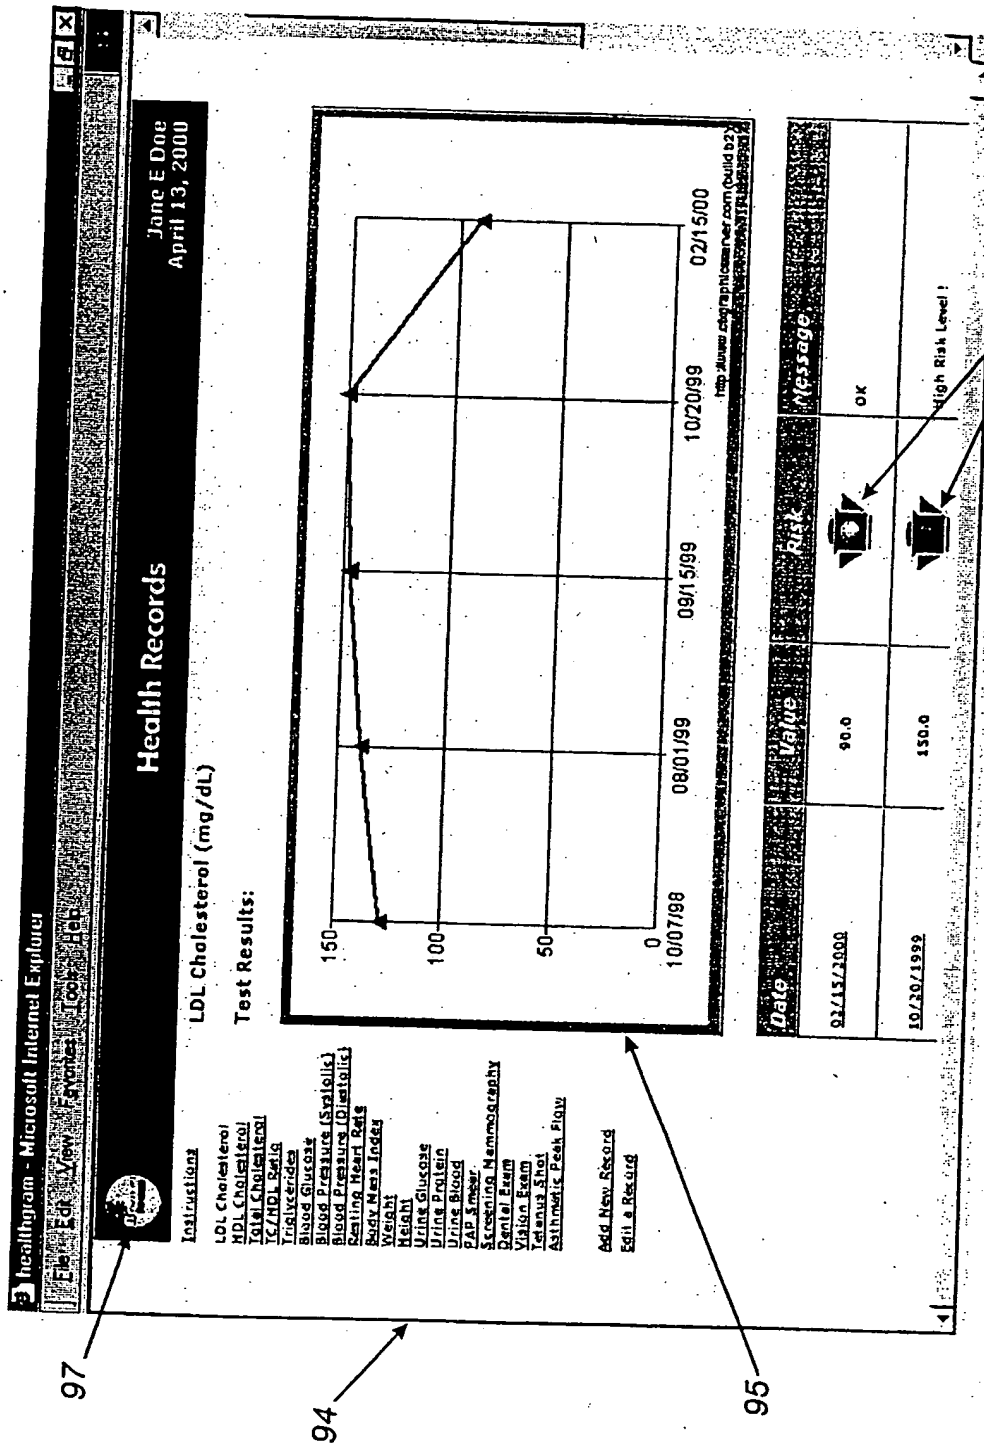 healthgram - Microsoft Internet Explorer
File Edit View Favorites Tools Help
Health Records
Jane E Doe
April 13, 2000
Instructions
LDL Cholesterol
HDL Cholesterol
Total Cholesterol
TC/HDL Ratio
Triglycerides
Blood Glucose
Blood Pressure (Systolic)
Blood Pressure (Diastolic)
Resting Heart Rate
Body Mass Index
Weight
Height
Urine Glucose
Urine Protein
Urine Blood
PAP Smear
Screening Mammography
Dental Exam
Vision Exam
Tetanus Shot
Asthmatic Peak Flow
Add New Record
Edit a Record
LDL Cholesterol (mg/dL)
Test Results:
150
100
50
0
10/07/98 08/01/99 09/15/99 10/20/99 02/15/00
(build b2)
Date Value Risk Message
02/15/2000 90.0 OK
10/20/1999 150.0 High Risk Level !
97
94
95